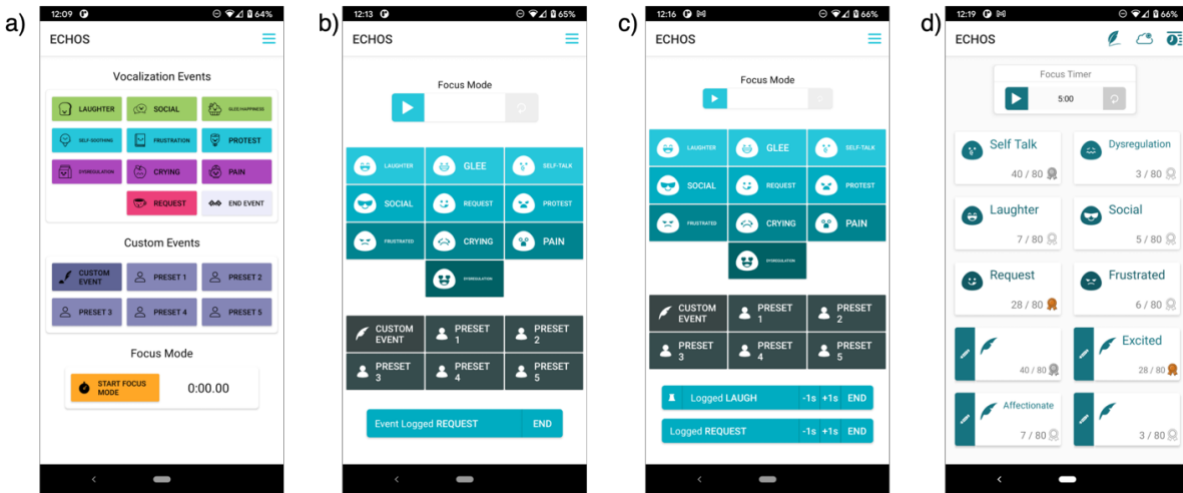 a)
12:09 64%
ECHOS
Vocalization Events
LAUGHTER SOCIAL GLEE/HAPPINESS
SELF-SOOTHING FRUSTRATION PROTEST
DYSREGULATION CRYING PAIN
REQUEST END EVENT
Custom Events
CUSTOM EVENT PRESET 1 PRESET 2
PRESET 3 PRESET 4 PRESET 5
Focus Mode
START FOCUS MODE 0:00.00
b)
12:13 65%
ECHOS
Focus Mode
LAUGHTER GLEE SELF-TALK
SOCIAL REQUEST PROTEST
FRUSTRATED CRYING PAIN
DYSREGULATION
CUSTOM EVENT PRESET 1 PRESET 2
PRESET 3 PRESET 4 PRESET 5
Event Logged REQUEST END
c)
12:16 66%
ECHOS
Focus Mode
LAUGHTER GLEE SELF-TALK
SOCIAL REQUEST PROTEST
FRUSTRATED CRYING PAIN
DYSREGULATION
CUSTOM EVENT PRESET 1 PRESET 2
PRESET 3 PRESET 4 PRESET 5
Logged LAUGH -1s +1s END
Logged REQUEST -1s +1s END
d)
12:19 66%
ECHOS
Focus Timer
5:00
Self Talk Dysregulation
40 / 80 3 / 80
Laughter Social
7 / 80 5 / 80
Request Frustrated
28 / 80 6 / 80
Excited
40 / 80 28 / 80
Affectionate
7 / 80 3 / 80